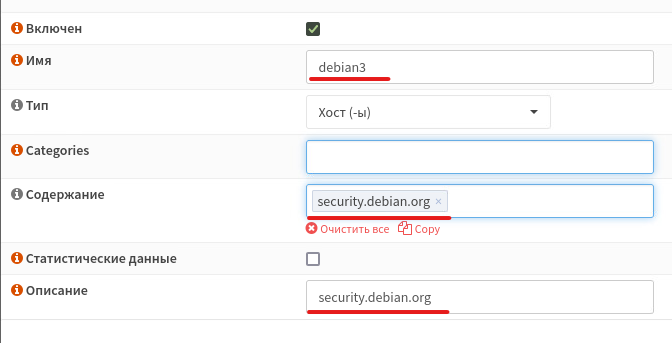 Включен
Имя
debian3
Тип
Хост (-ы)
Categories
Содержание
security.debian.org ×
Очистить все Copy
Статистические данные
Описание
security.debian.org